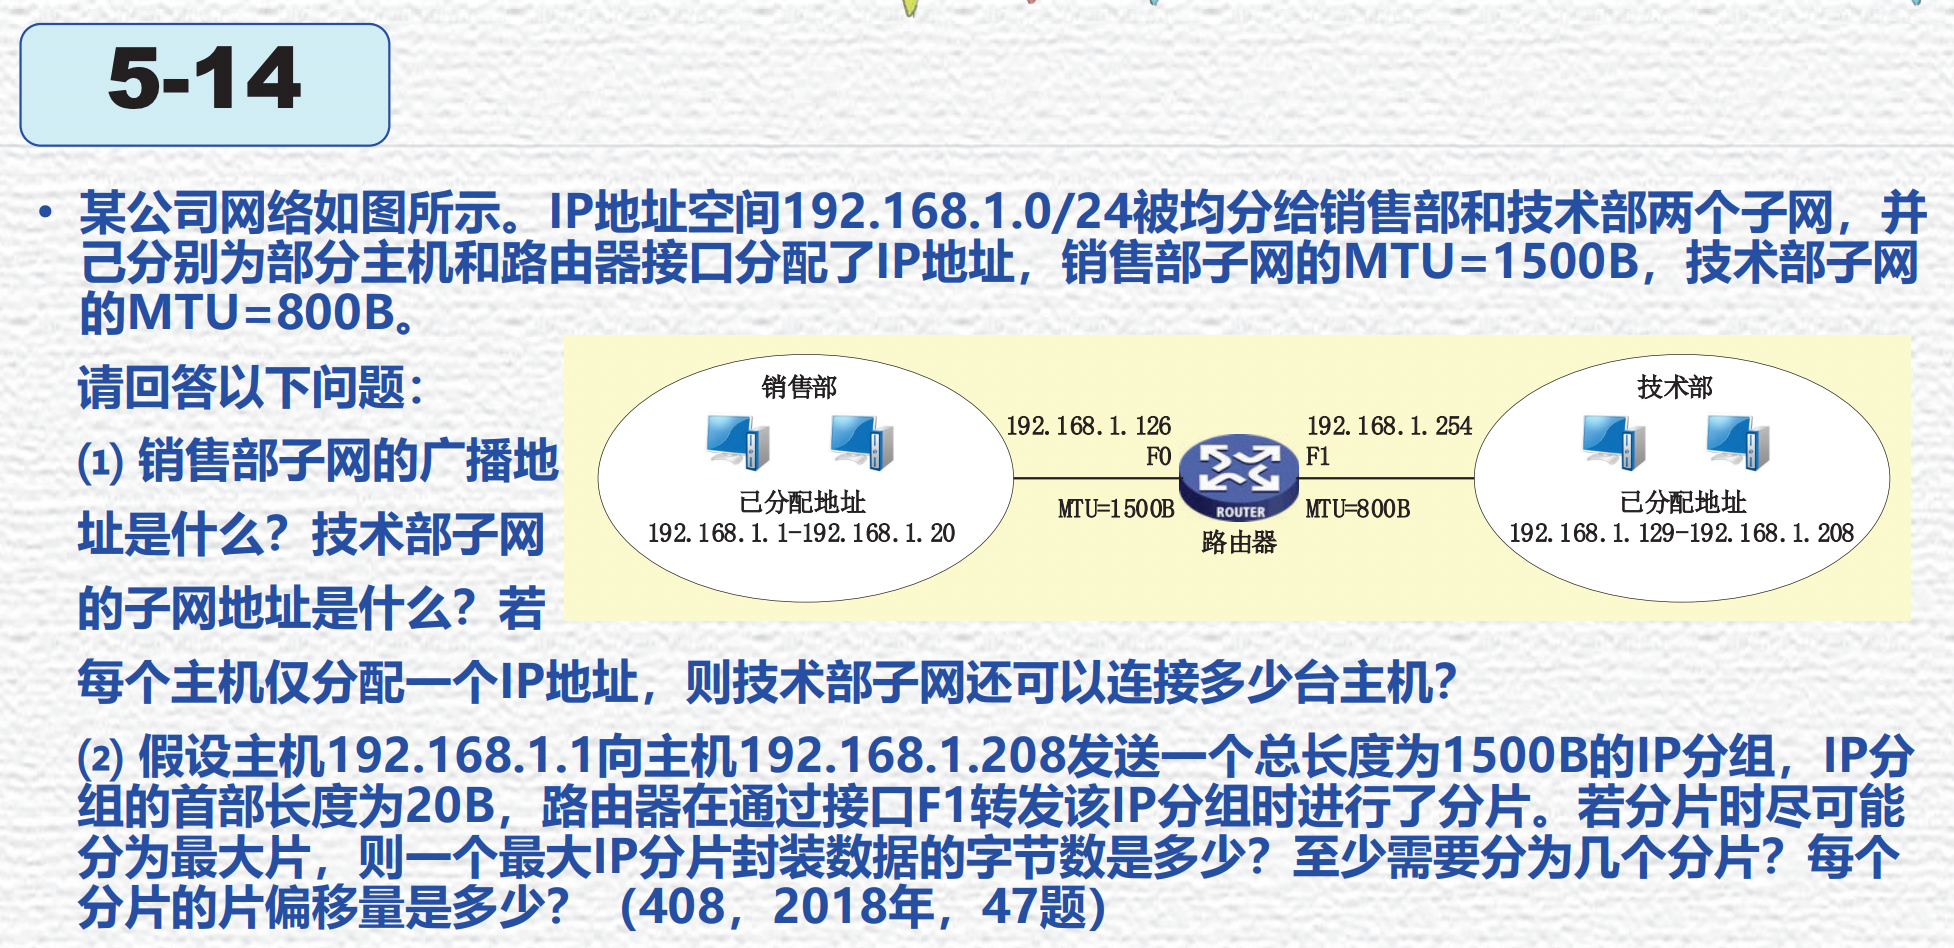 5-14
• 某公司网络如图所示。IP地址空间192.168.1.0/24被均分给销售部和技术部两个子网，并
己分别为部分主机和路由器接口分配了IP地址，销售部子网的MTU=1500B，技术部子网
的MTU=800B。
请回答以下问题：
⑴ 销售部子网的广播地
址是什么？技术部子网
的子网地址是什么？若
每个主机仅分配一个IP地址，则技术部子网还可以连接多少台主机？
销售部
已分配地址
192.168.1.1-192.168.1.20
192.168.1.126
F0
MTU=1500B
ROUTER
路由器
192.168.1.254
F1
MTU=800B
技术部
已分配地址
192.168.1.129-192.168.1.208
⑵ 假设主机192.168.1.1向主机192.168.1.208发送一个总长度为1500B的IP分组，IP分
组的首部长度为20B，路由器在通过接口F1转发该IP分组时进行了分片。若分片时尽可能
分为最大片，则一个最大IP分片封装数据的字节数是多少？至少需要分为几个分片？每个
分片的片偏移量是多少？（408，2018年，47题）